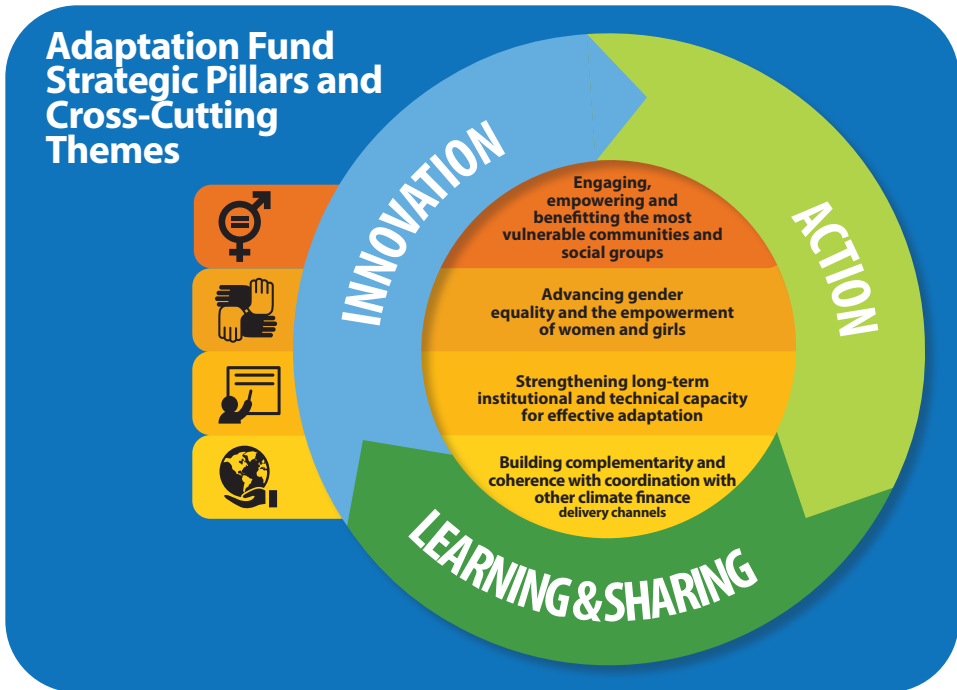 Adaptation Fund
Strategic Pillars and
Cross-Cutting
Themes
INNOVATION
ACTION
LEARNING & SHARING
Engaging,
empowering and
benefitting the most
vulnerable communities and
social groups
Advancing gender
equality and the empowerment
of women and girls
Strengthening long-term
institutional and technical capacity
for effective adaptation
Building complementarity and
coherence with coordination with
other climate finance
delivery channels